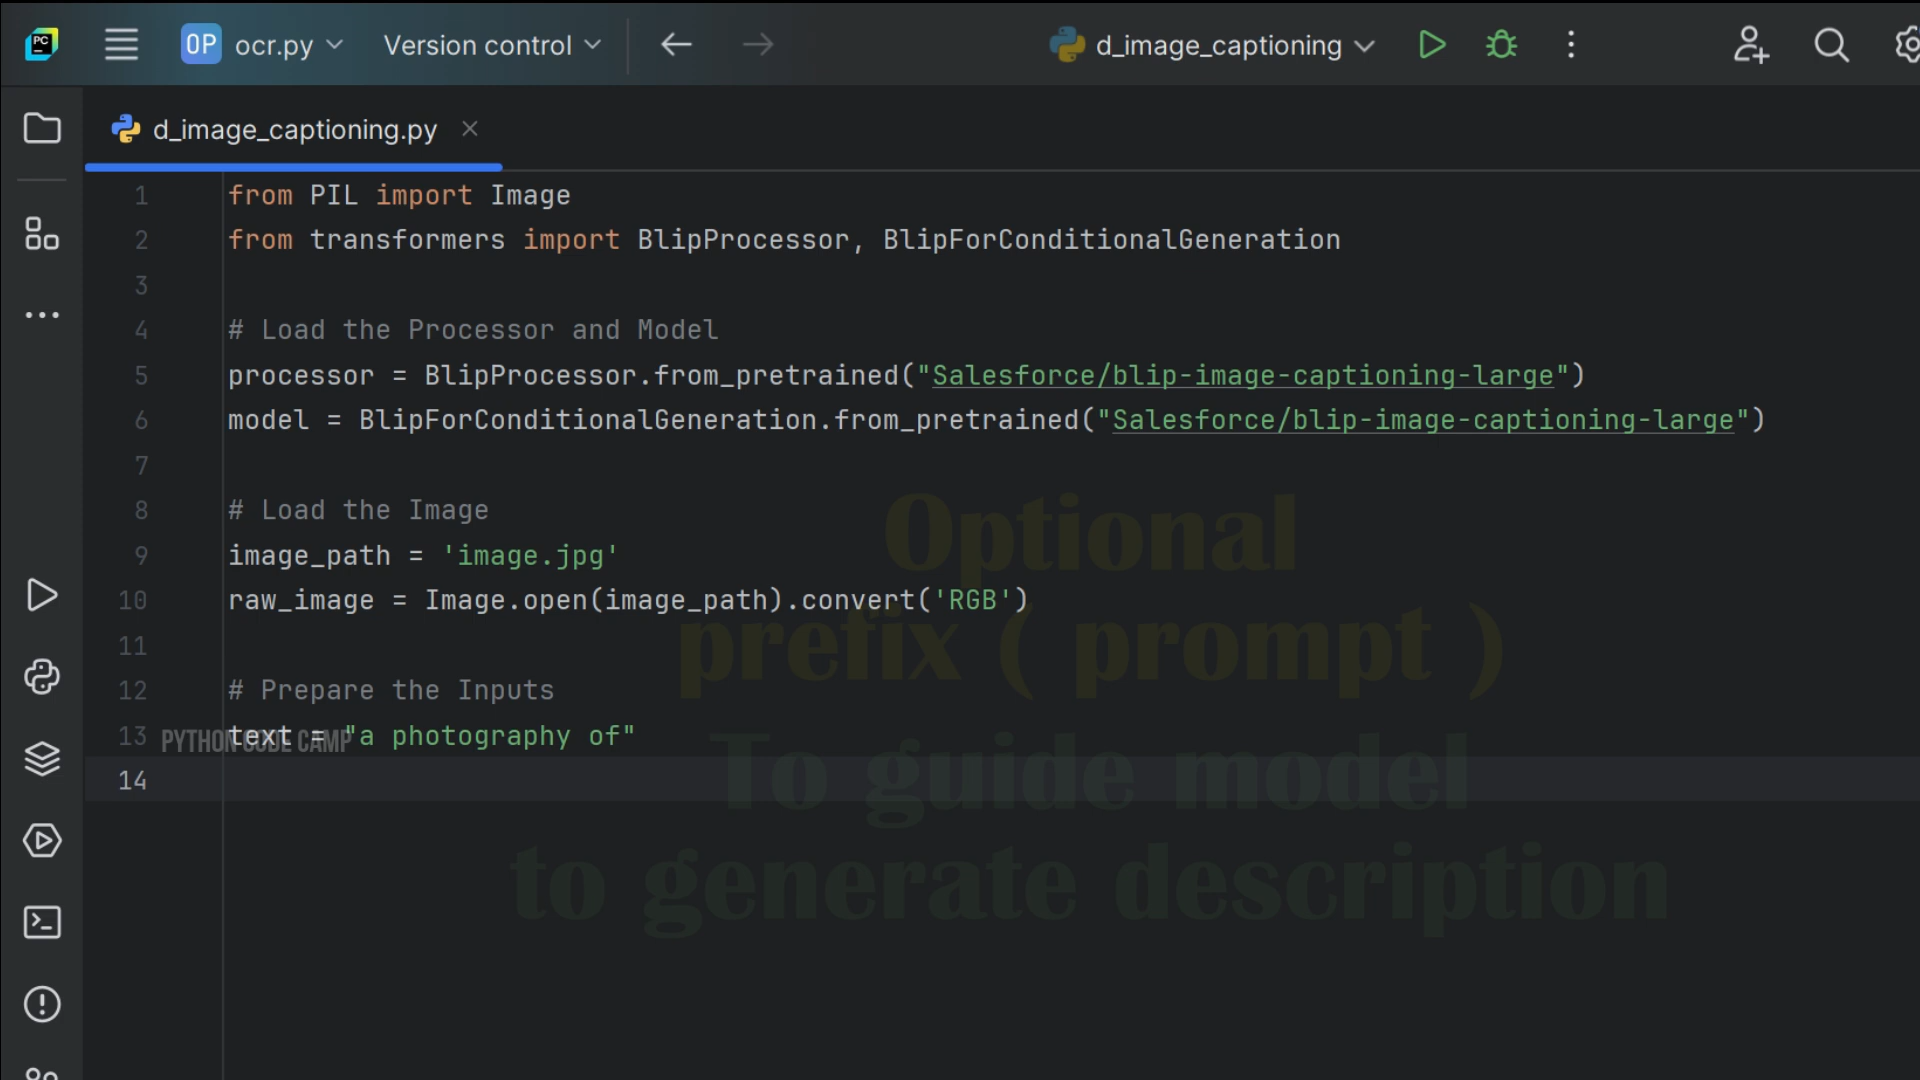 PC
OP ocr.py Version control d_image_captioning
d_image_captioning.py
1 from PIL import Image
2 from transformers import BlipProcessor, BlipForConditionalGeneration
3
4 # Load the Processor and Model
5 processor = BlipProcessor.from_pretrained("Salesforce/blip-image-captioning-large")
6 model = BlipForConditionalGeneration.from_pretrained("Salesforce/blip-image-captioning-large")
7
8 # Load the Image
9 image_path = 'image.jpg'
10 raw_image = Image.open(image_path).convert('RGB')
11
12 # Prepare the Inputs
13 text = "a photography of"
14
PYTHON CODE CAMP
Optional
prefix ( prompt )
To guide model
to generate description